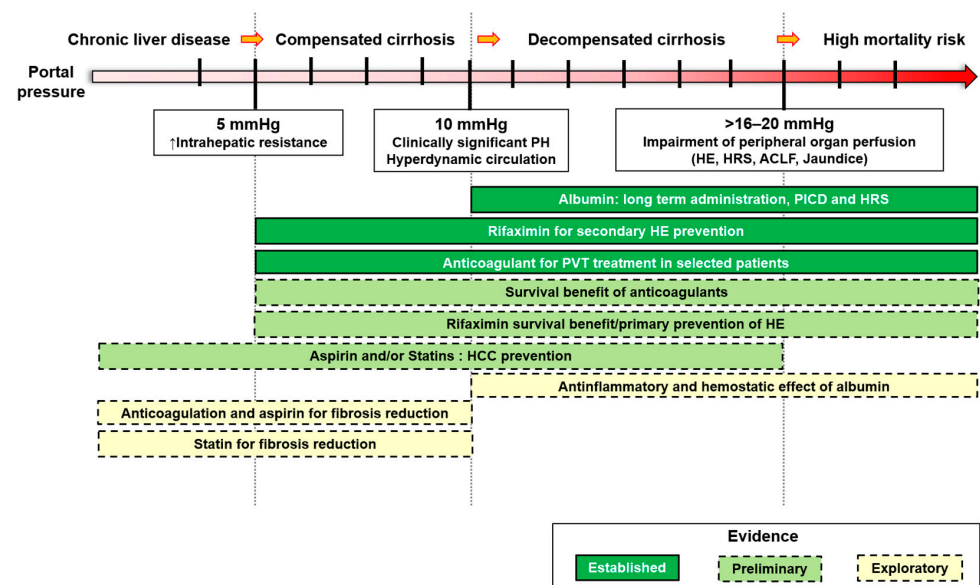 Chronic liver disease
Compensated cirrhosis
Decompensated cirrhosis
High mortality risk
Portal
pressure
5 mmHg
↑Intrahepatic resistance
10 mmHg
Clinically significant PH
Hyperdynamic circulation
>16–20 mmHg
Impairment of peripheral organ perfusion
(HE, HRS, ACLF, Jaundice)
Albumin: long term administration, PICD and HRS
Rifaximin for secondary HE prevention
Anticoagulant for PVT treatment in selected patients
Survival benefit of anticoagulants
Rifaximin survival benefit/primary prevention of HE
Aspirin and/or Statins : HCC prevention
Antinflammatory and hemostatic effect of albumin
Anticoagulation and aspirin for fibrosis reduction
Statin for fibrosis reduction
Evidence
Established
Preliminary
Exploratory